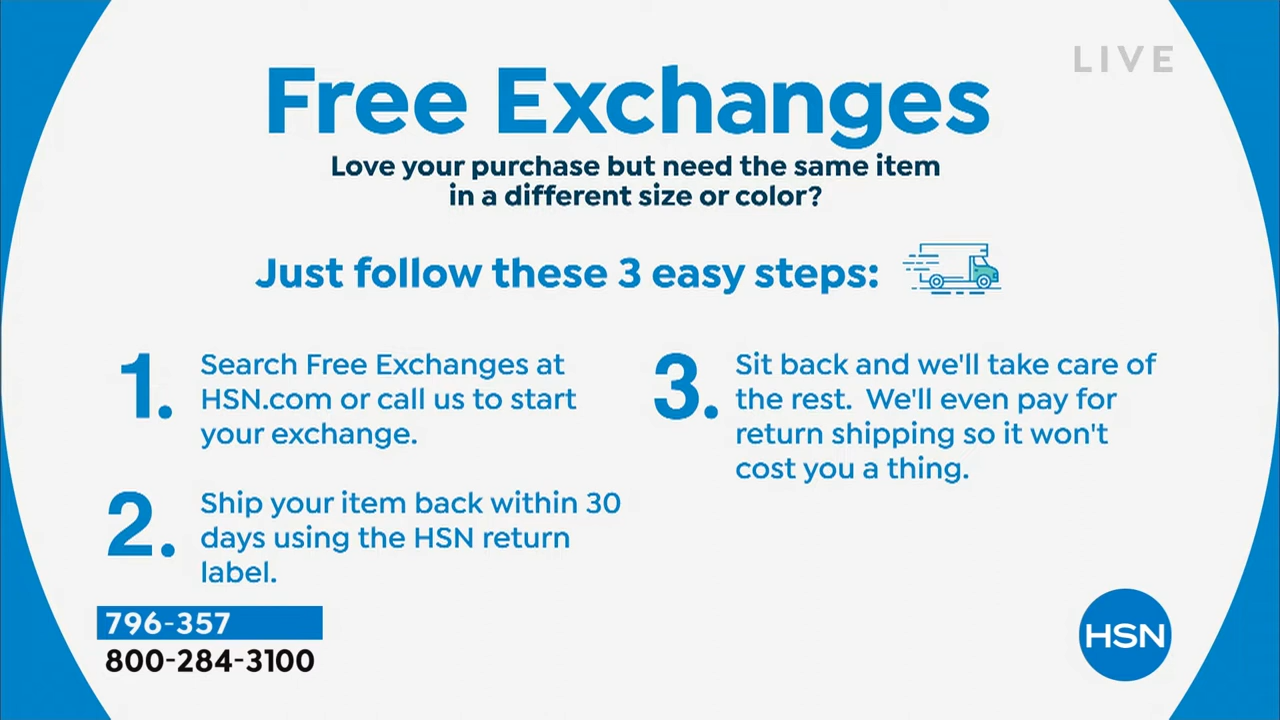 LIVE
Free Exchanges
Love your purchase but need the same item
in a different size or color?
Just follow these 3 easy steps:
1. Search Free Exchanges at
HSN.com or call us to start
your exchange.
2. Ship your item back within 30
days using the HSN return
label.
3. Sit back and we'll take care of
the rest.  We'll even pay for
return shipping so it won't
cost you a thing.
796-357
800-284-3100
HSN